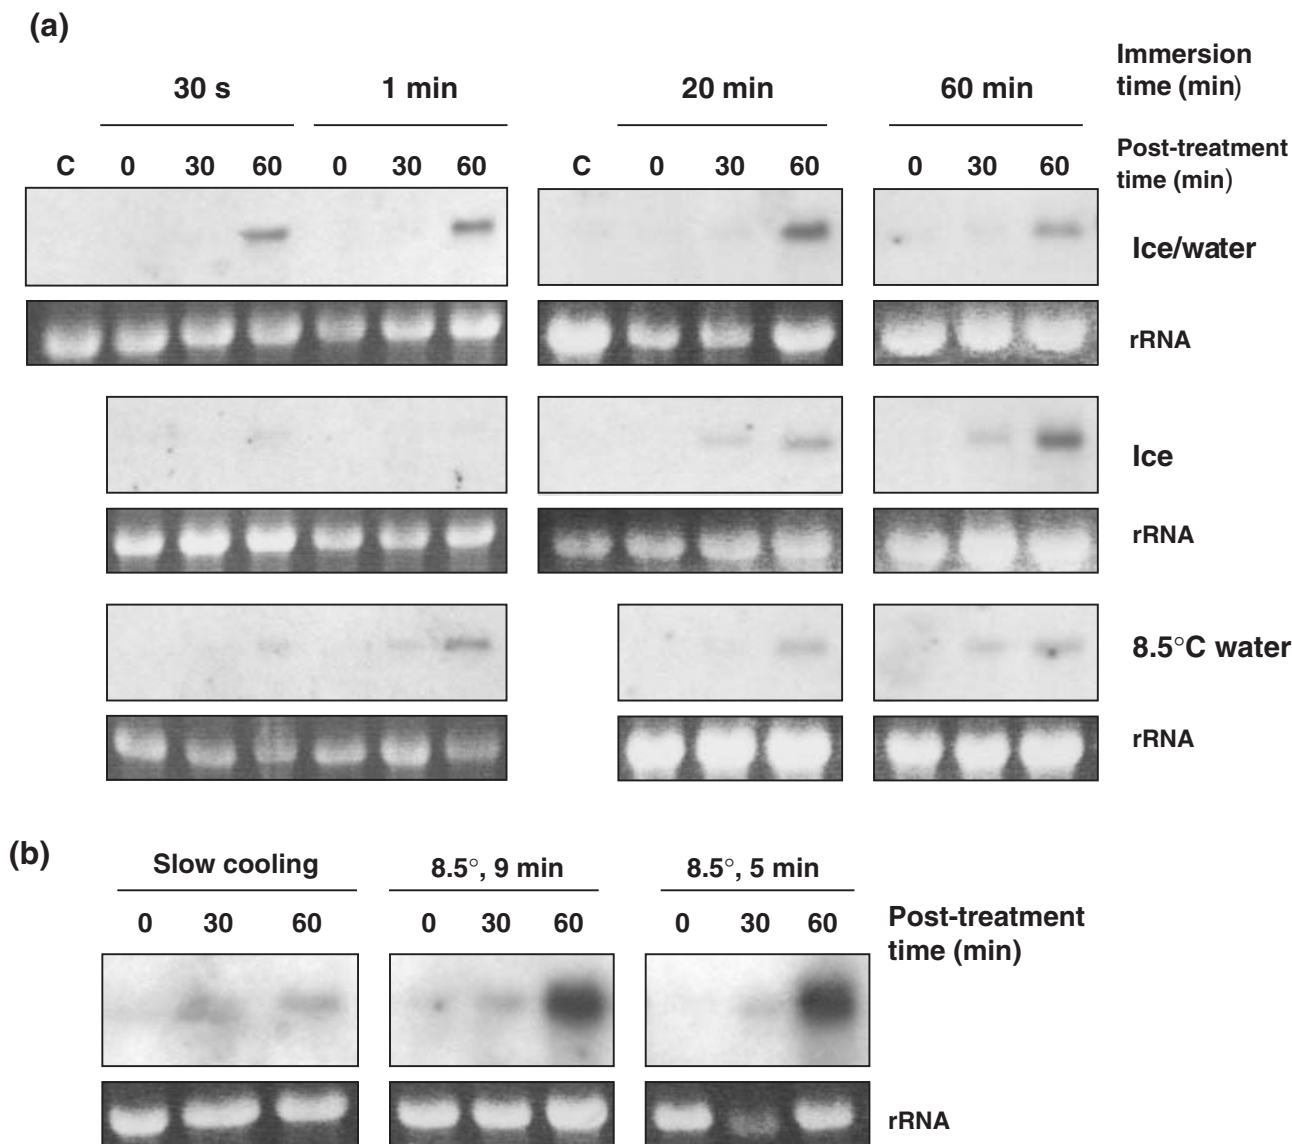 (a)
30 s 1 min 20 min 60 min Immersion
time (min)
C 0 30 60 0 30 60 C 0 30 60 0 30 60 Post-treatment
time (min)
Ice/water
rRNA
Ice
rRNA
8.5°C water
rRNA
(b)
Slow cooling 8.5°, 9 min 8.5°, 5 min
0 30 60 0 30 60 0 30 60 Post-treatment
time (min)
rRNA